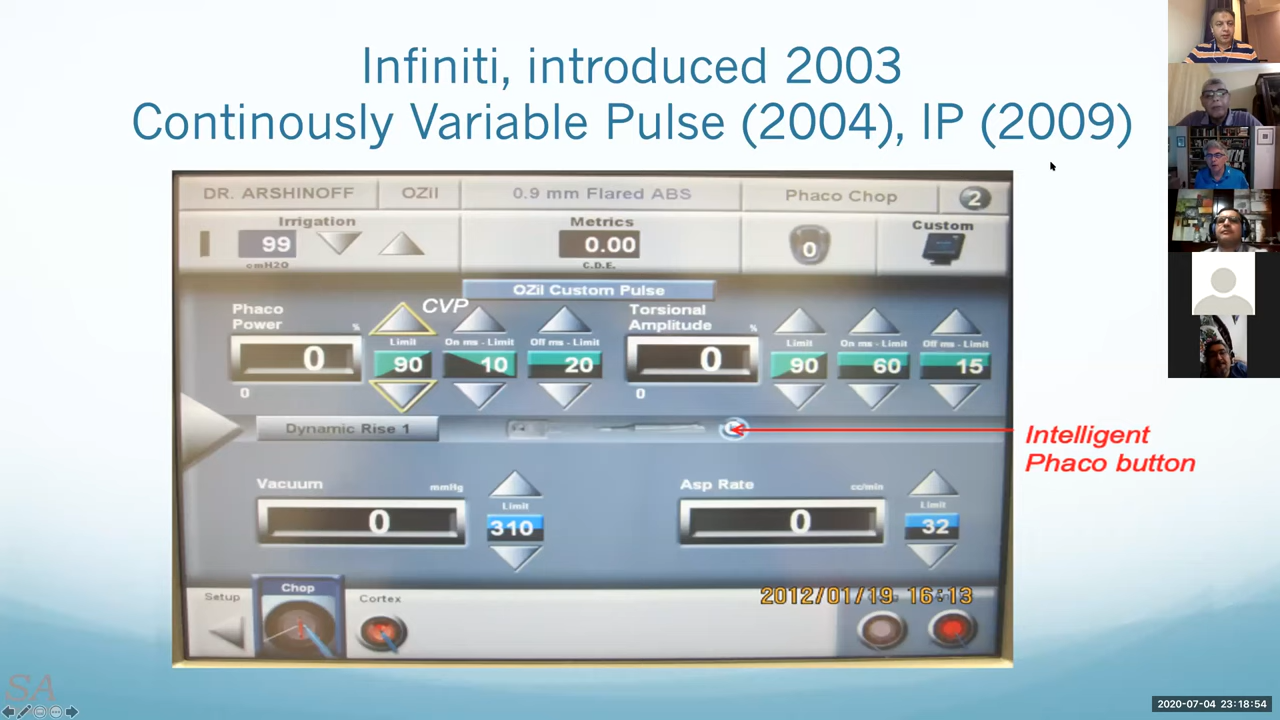 Infiniti, introduced 2003
Continously Variable Pulse (2004), IP (2009)
DR. ARSHINOFF OZil 0.9 mm Flared ABS Phaco Chop 2
Irrigation Metrics Custom
99 0.00 0
cmH2O C.D.E.
OZil Custom Pulse
CVP
Phaco Power % Torsional Amplitude %
Limit On ms - Limit Off ms - Limit Limit On ms - Limit Off ms - Limit
0 90 10 20 0 90 60 15
0 0
Dynamic Rise 1
Intelligent
Phaco button
Vacuum mmHg Asp Rate cc/min
Limit Limit
0 310 0 32
Setup Chop Cortex
2012/01/19 16:13
SA
2020-07-04 23:18:54